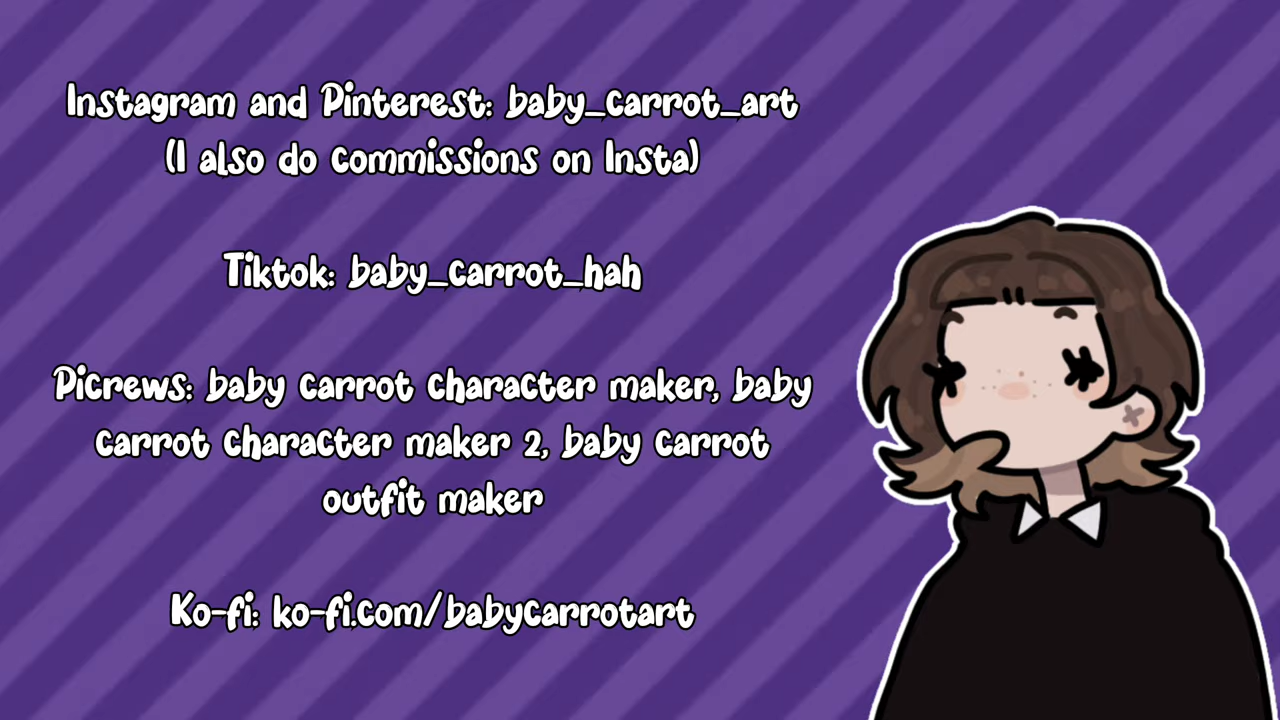 Instagram and Pinterest: baby_carrot_art
(I also do commissions on Insta)
Tiktok: baby_carrot_hah
Picrews: baby carrot character maker, baby
carrot character maker 2, baby carrot
outfit maker
Ko-fi: ko-fi.com/babycarrotart